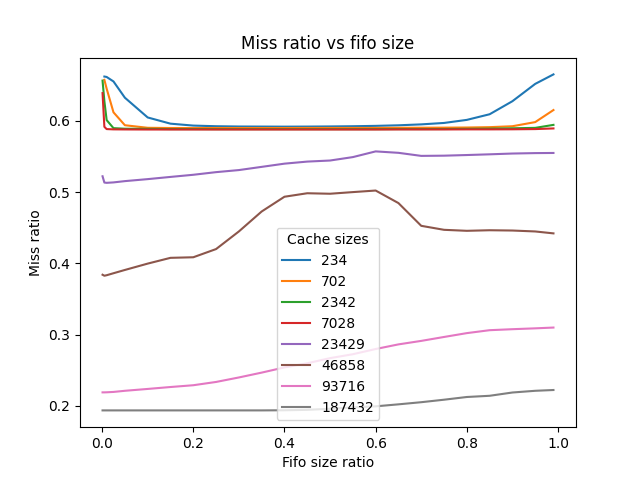 Miss ratio vs fifo size
Miss ratio
0.6
0.5
0.4
0.3
0.2
Cache sizes
234
702
2342
7028
23429
46858
93716
187432
0.0 0.2 0.4 0.6 0.8 1.0
Fifo size ratio